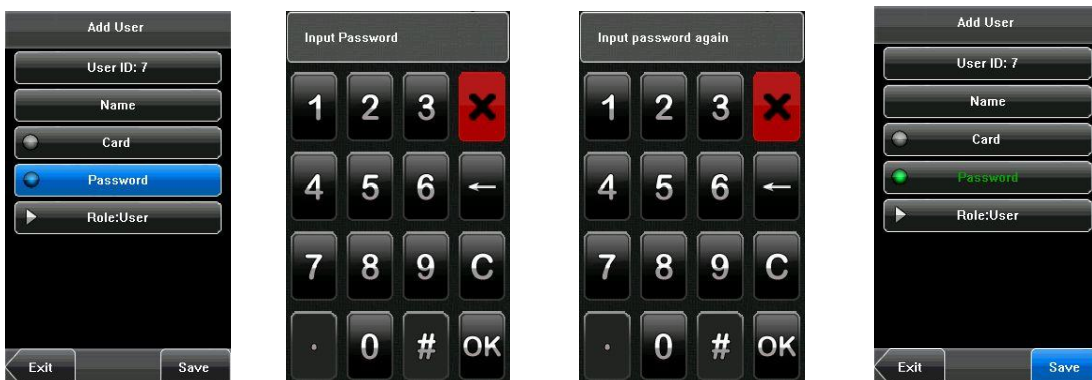 Add User
User ID: 7
Name
Card
Password
Role:User
Exit
Save
Input Password
1 2 3
4 5 6 ←
7 8 9 C
. 0 # OK
Input password again
1 2 3
4 5 6 ←
7 8 9 C
. 0 # OK
Add User
User ID: 7
Name
Card
Password
Role:User
Exit
Save